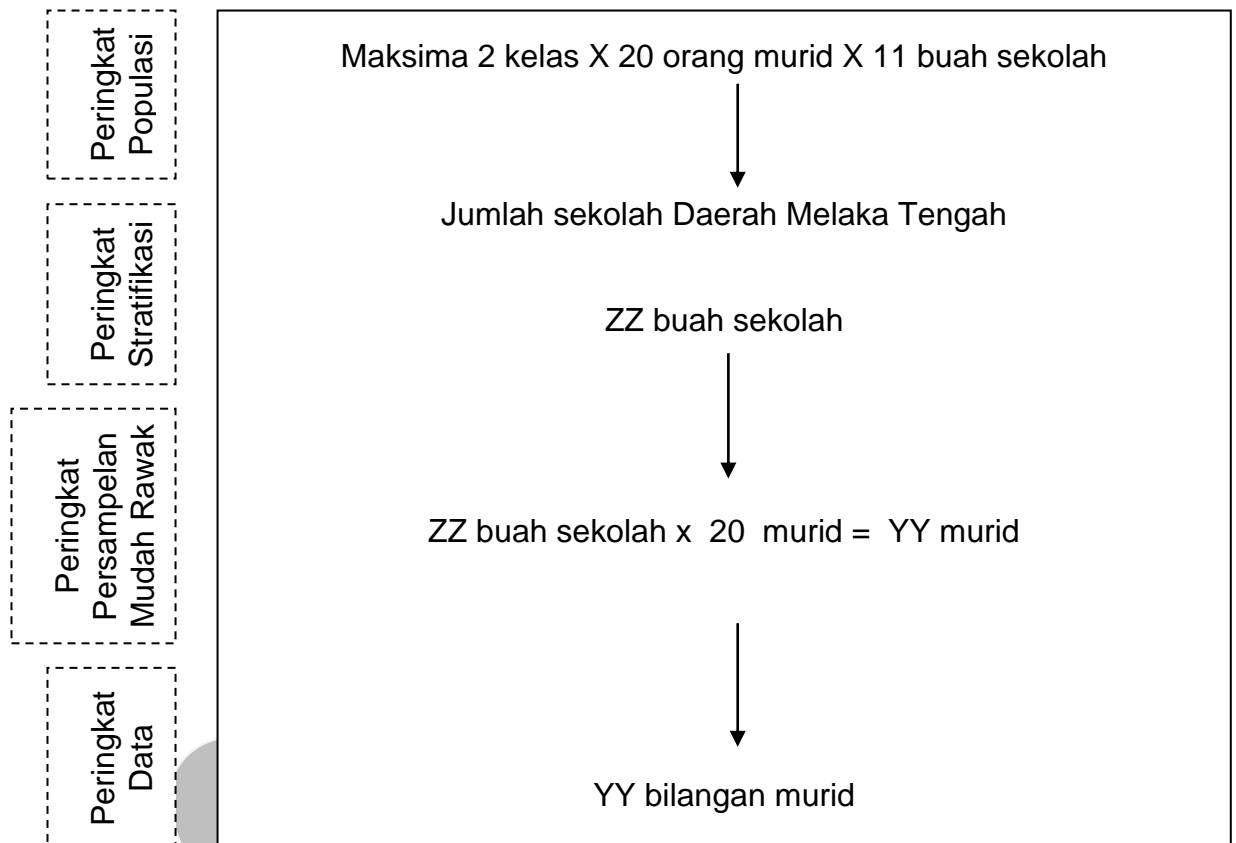 Peringkat
Populasi
Maksima 2 kelas X 20 orang murid X 11 buah sekolah
Peringkat
Stratifikasi
Jumlah sekolah Daerah Melaka Tengah
ZZ buah sekolah
Peringkat
Persampelan
Mudah Rawak
ZZ buah sekolah x 20 murid = YY murid
Peringkat
Data
YY bilangan murid